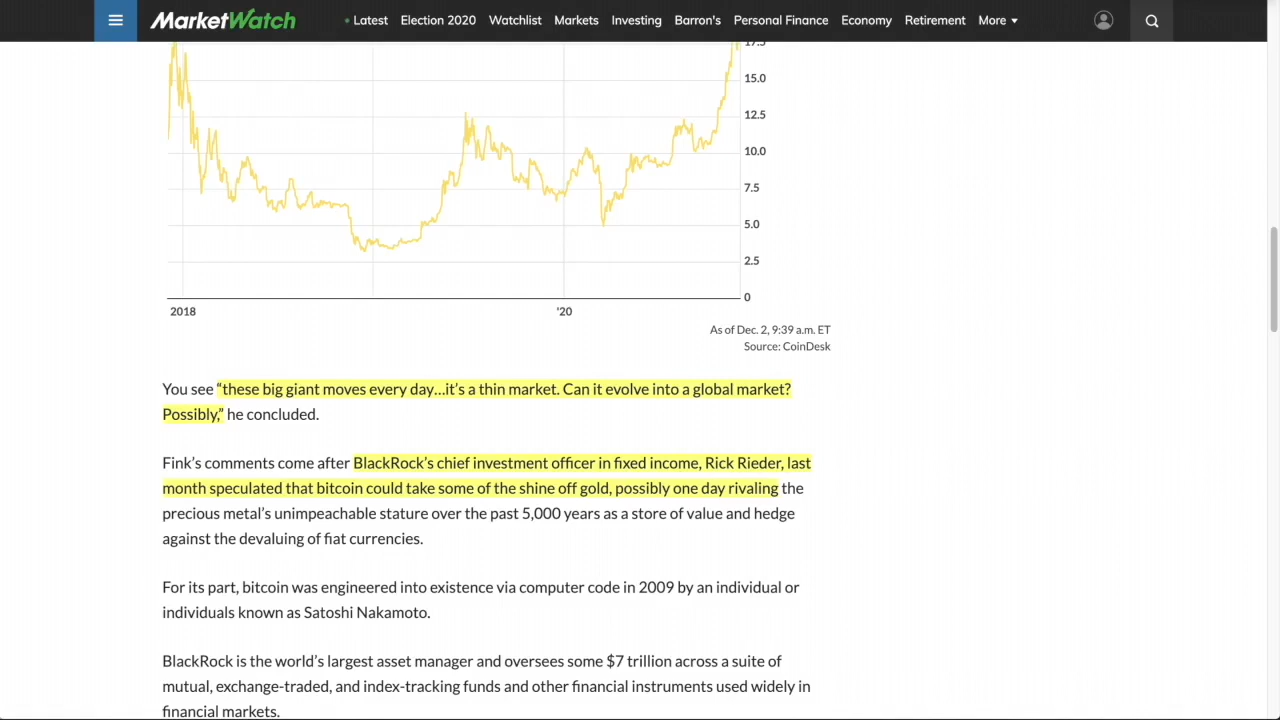 MarketWatch
Latest Election 2020 Watchlist Markets Investing Barron's Personal Finance Economy Retirement More
17.5
15.0
12.5
10.0
7.5
5.0
2.5
0
2018 '20
As of Dec. 2, 9:39 a.m. ET
Source: CoinDesk
You see “these big giant moves every day…it’s a thin market. Can it evolve into a global market?
Possibly,” he concluded.
Fink’s comments come after BlackRock’s chief investment officer in fixed income, Rick Rieder, last
month speculated that bitcoin could take some of the shine off gold, possibly one day rivaling the
precious metal’s unimpeachable stature over the past 5,000 years as a store of value and hedge
against the devaluing of fiat currencies.
For its part, bitcoin was engineered into existence via computer code in 2009 by an individual or
individuals known as Satoshi Nakamoto.
BlackRock is the world’s largest asset manager and oversees some $7 trillion across a suite of
mutual, exchange-traded, and index-tracking funds and other financial instruments used widely in
financial markets.